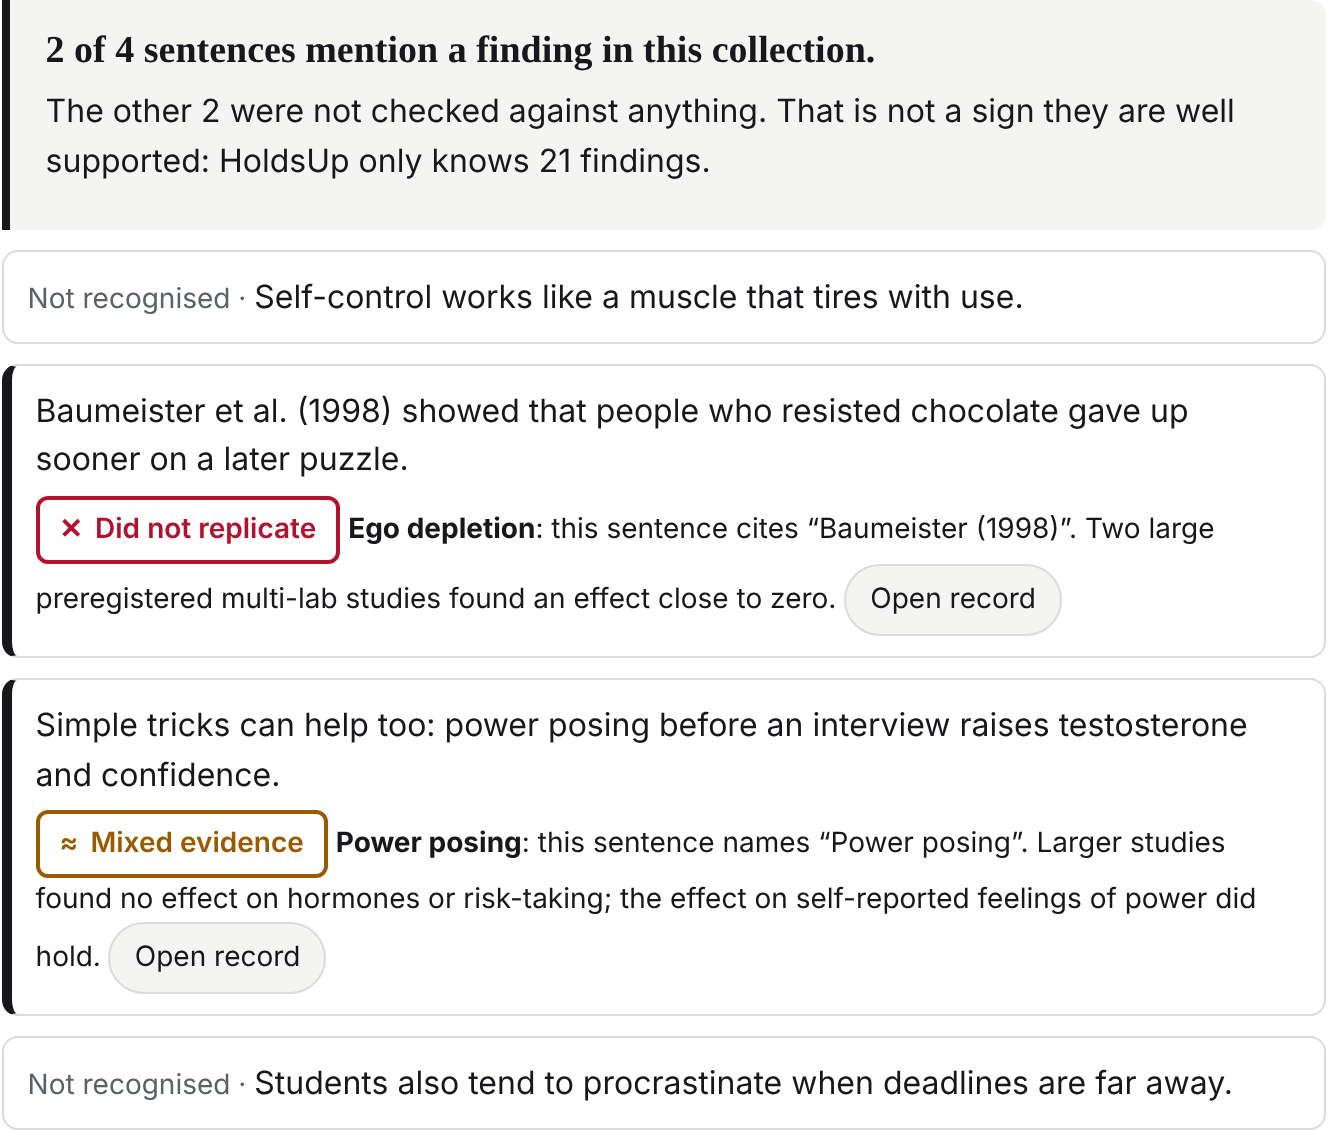 2 of 4 sentences mention a finding in this collection.
The other 2 were not checked against anything. That is not a sign they are well
supported: HoldsUp only knows 21 findings.
Not recognised · Self-control works like a muscle that tires with use.
Baumeister et al. (1998) showed that people who resisted chocolate gave up
sooner on a later puzzle.
✕ Did not replicate Ego depletion: this sentence cites “Baumeister (1998)”. Two large
preregistered multi-lab studies found an effect close to zero. Open record
Simple tricks can help too: power posing before an interview raises testosterone
and confidence.
≈ Mixed evidence Power posing: this sentence names “Power posing”. Larger studies
found no effect on hormones or risk-taking; the effect on self-reported feelings of power did
hold. Open record
Not recognised · Students also tend to procrastinate when deadlines are far away.